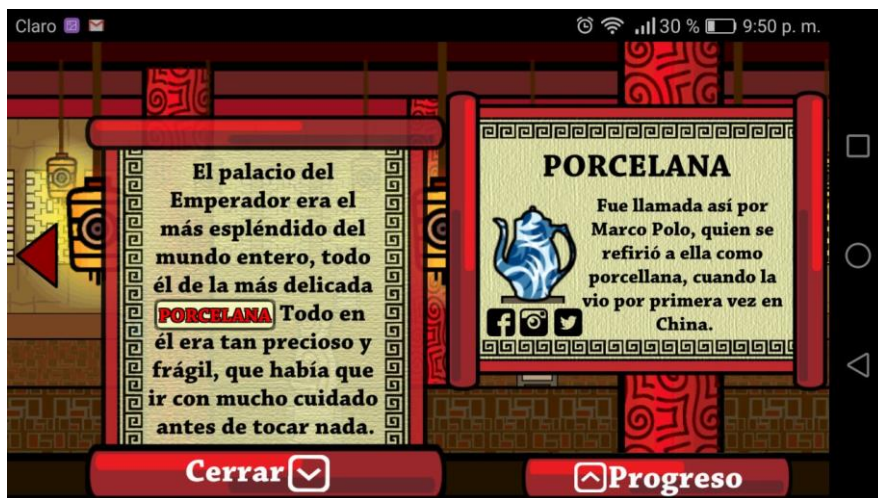 Claro
30 % 9:50 p. m.
El palacio del
Emperador era el
más espléndido del
mundo entero, todo
él de la más delicada
PORCELANA Todo en
él era tan precioso y
frágil, que había que
ir con mucho cuidado
antes de tocar nada.
Cerrar
PORCELANA
Fue llamada así por
Marco Polo, quien se
refirió a ella como
porcellana, cuando la
vio por primera vez en
China.
Progreso